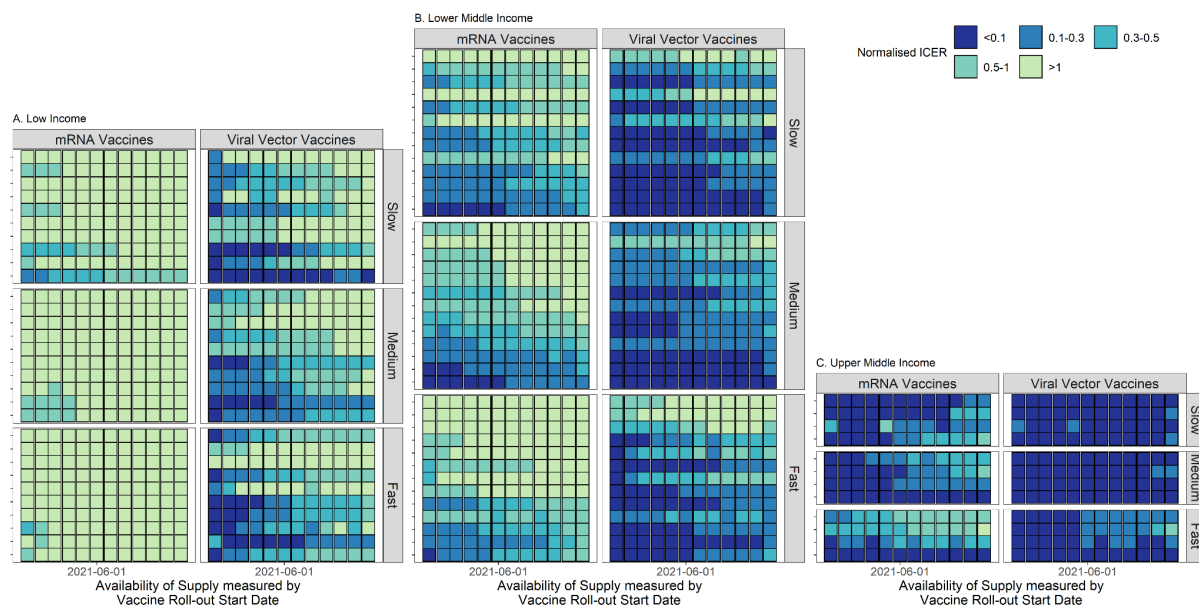 B. Lower Middle Income
mRNA Vaccines
Viral Vector Vaccines
Slow
Medium
Fast
Normalised ICER
<0.1
0.1-0.3
0.3-0.5
0.5-1
>1
A. Low Income
mRNA Vaccines
Viral Vector Vaccines
Slow
Medium
Fast
C. Upper Middle Income
mRNA Vaccines
Viral Vector Vaccines
Slow
Medium
Fast
2021-06-01
2021-06-01
2021-06-01
2021-06-01
2021-06-01
2021-06-01
Availability of Supply measured by
Vaccine Roll-out Start Date
Availability of Supply measured by
Vaccine Roll-out Start Date
Availability of Supply measured by
Vaccine Roll-out Start Date